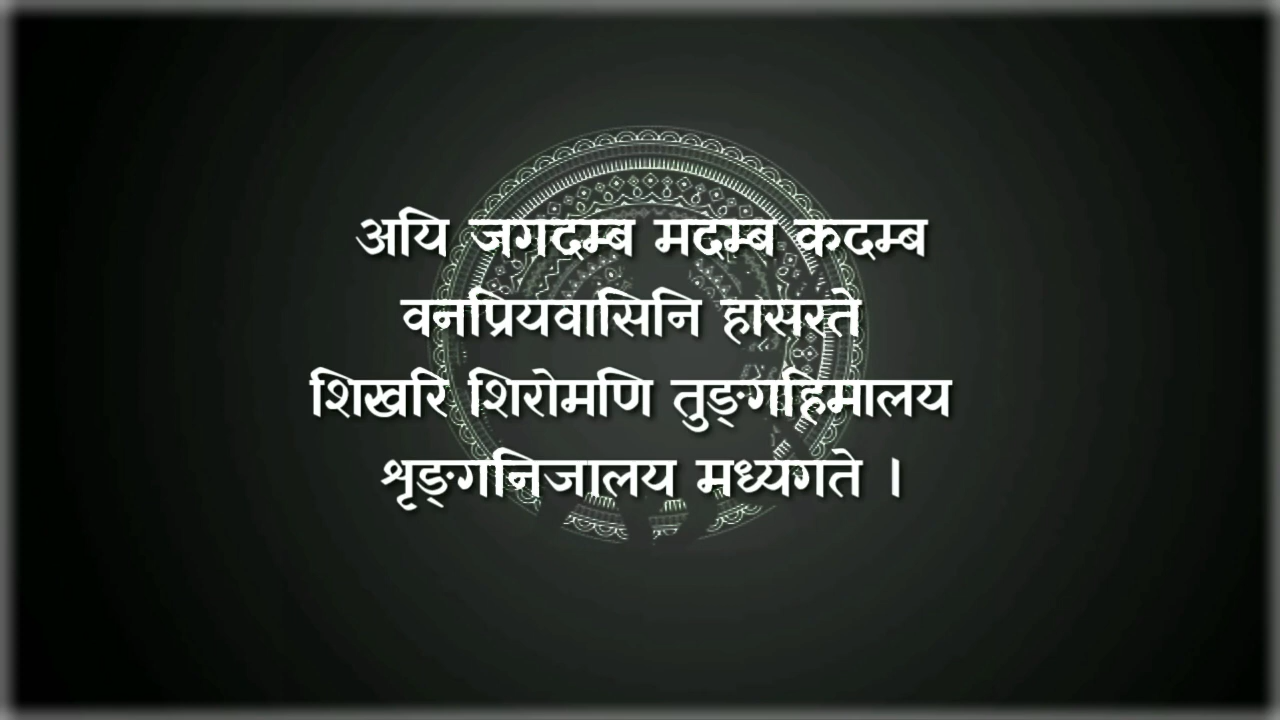 अयि जगदम्ब मदम्ब कदम्ब
वनप्रियवासिनि हासरते
शिखरि शिरोमणि तुङ्गहिमालय
शृङ्गनिजालय मध्यगते ।